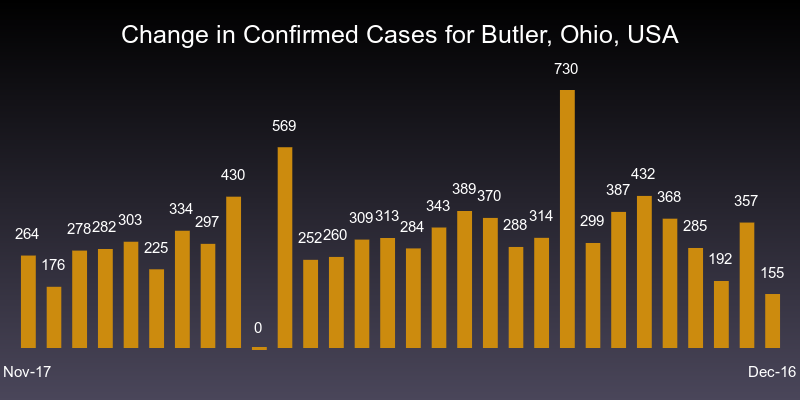 Change in Confirmed Cases for Butler, Ohio, USA
264 176 278 282 303 225 334 297 430 0 569 252 260 309 313 284 343 389 370 288 314 730 299 387 432 368 285 192 357 155
Nov-17 Dec-16